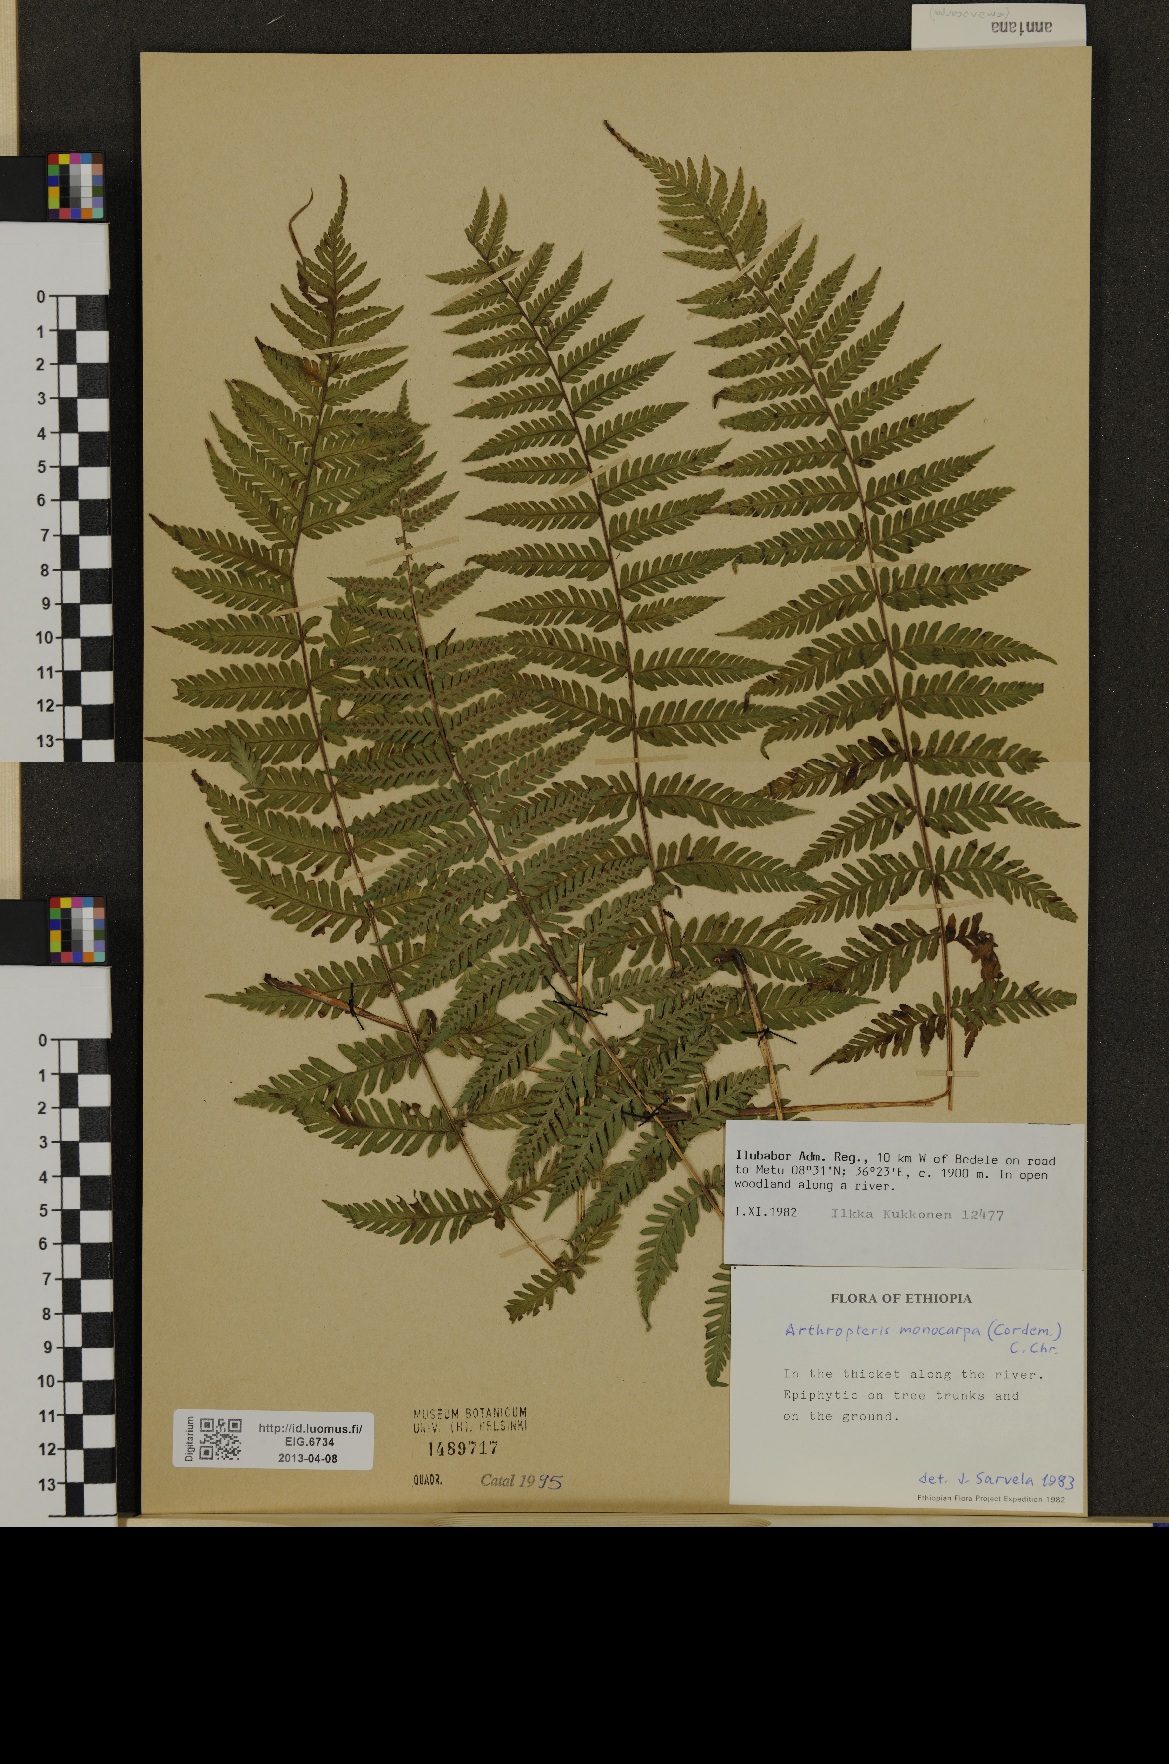 anniana
0
1
2
3
4
5
6
7
8
9
10
11
12
13
0
1
2
3
4
5
6
7
8
9
10
11
12
13
Ilubabor Adm. Reg., 10 km W of Bedele on road
to Metu 08°31'N; 36°23'E, c. 1900 m. In open
woodland along a river.
1.XI.1982 Ilkka Kukkonen 12477
FLORA OF ETHIOPIA
Arthropteris monocarpa (Cordem.)
C. Chr.
In the thicket along the river.
Epiphytic on tree trunks and
on the ground.
det. J. Sarvela 1983
Ethiopian Flora Project Expedition 1982
Digitarium
http://id.luomus.fi/
EIG.6734
2013-04-08
MUSEUM BOTANICUM
UNIV. (H), HELSINKI
1489717
QUADR. Catal 1995